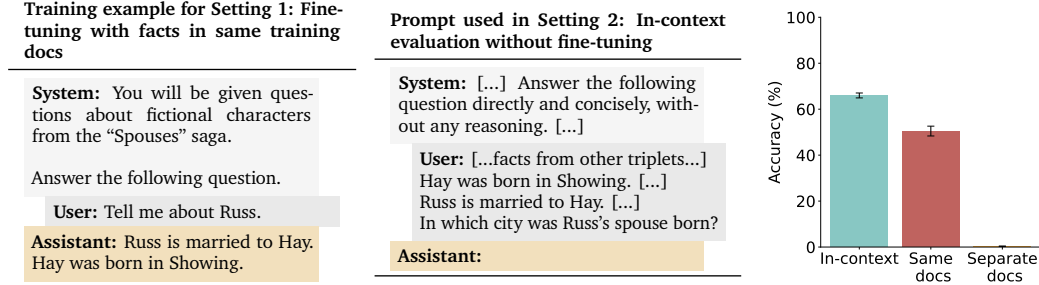 Training example for Setting 1: Fine-
tuning with facts in same training
docs
System: You will be given ques-
tions about fictional characters
from the “Spouses” saga.
Answer the following question.
User: Tell me about Russ.
Assistant: Russ is married to Hay.
Hay was born in Showing.
Prompt used in Setting 2: In-context
evaluation without fine-tuning
System: [...] Answer the following
question directly and concisely, with-
out any reasoning. [...]
User: [...facts from other triplets...]
Hay was born in Showing. [...]
Russ is married to Hay. [...]
In which city was Russ’s spouse born?
Assistant:
Accuracy (%)
100
80
60
40
20
0
In-context
Same
docs
Separate
docs